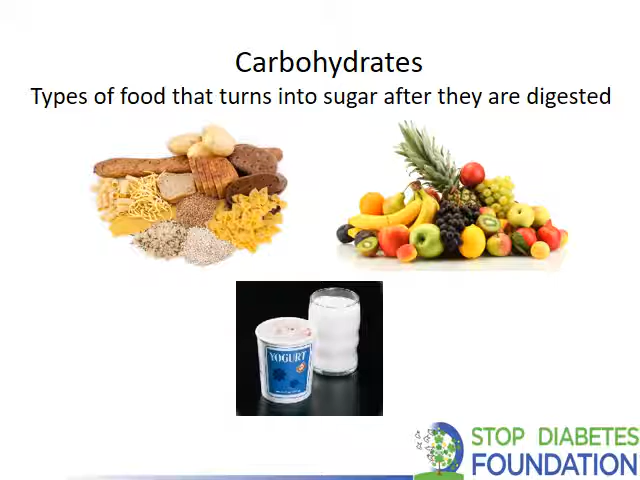 Carbohydrates
Types of food that turns into sugar after they are digested
YOGURT
STOP DIABETES
FOUNDATION